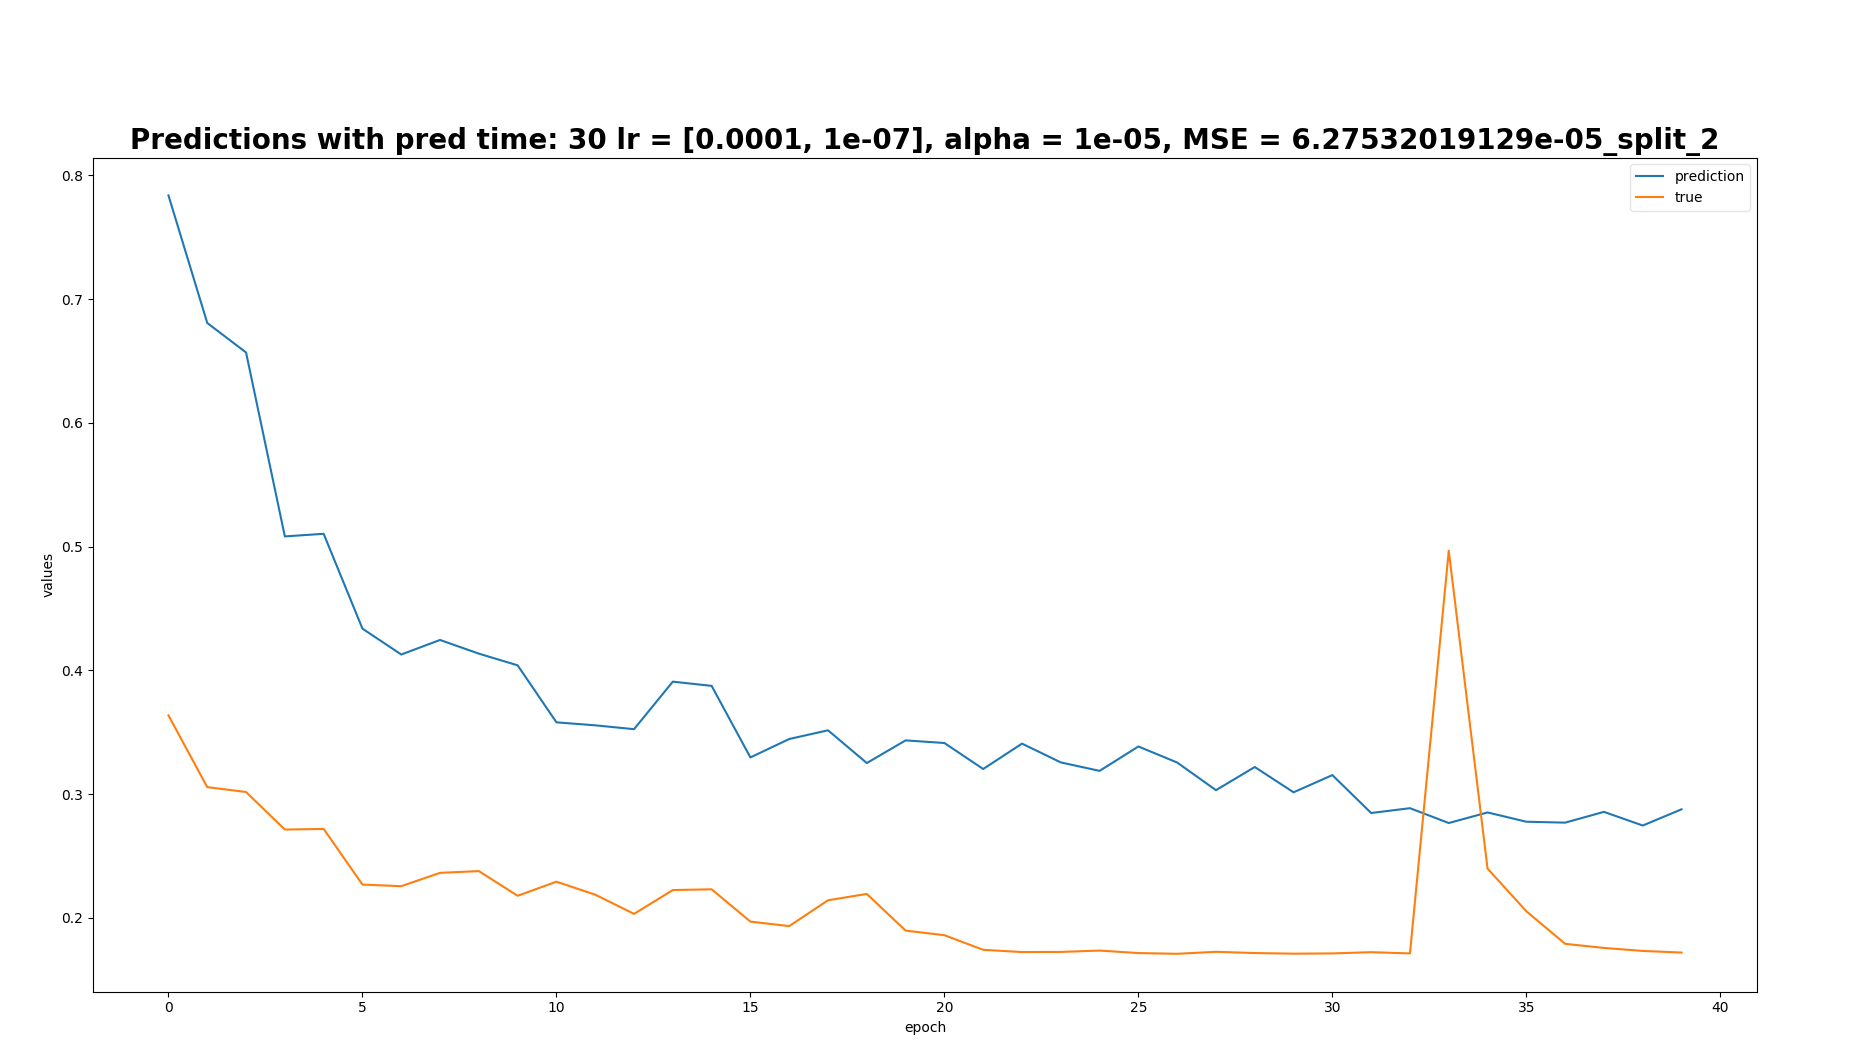 Predictions with pred time: 30 lr = [0.0001, 1e-07], alpha = 1e-05, MSE = 6.27532019129e-05_split_2
prediction
true
0.8
0.7
0.6
0.5
0.4
0.3
0.2
values
0 5 10 15 20 25 30 35 40
epoch